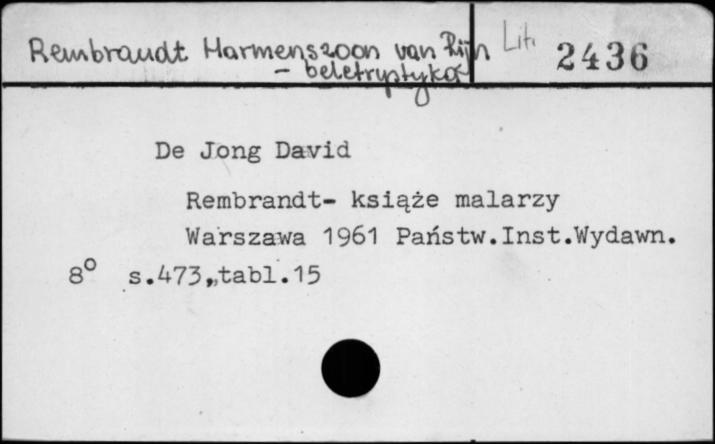 Rembrandt Harmenszoon van Rijn Lit. 2436
- beletrystyka
De Jong David
Rembrandt- książe malarzy
Warszawa 1961 Państw.Inst.Wydawn.
8° s.473,,tabl.15